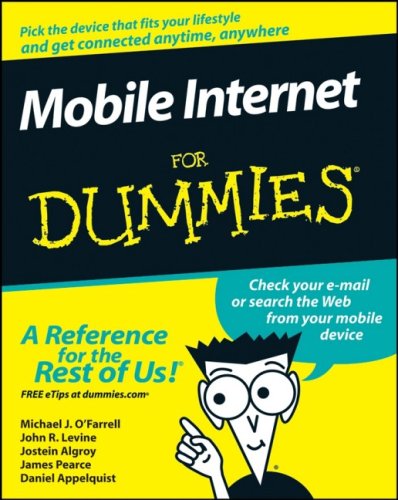 Pick the device that fits your lifestyle
and get connected anytime, anywhere
Mobile Internet
FOR
DUMMIES®
Check your e-mail
or search the Web
from your mobile
device
A Reference
for the
Rest of Us!®
FREE eTips at dummies.com®
Michael J. O'Farrell
John R. Levine
Jostein Algroy
James Pearce
Daniel Appelquist